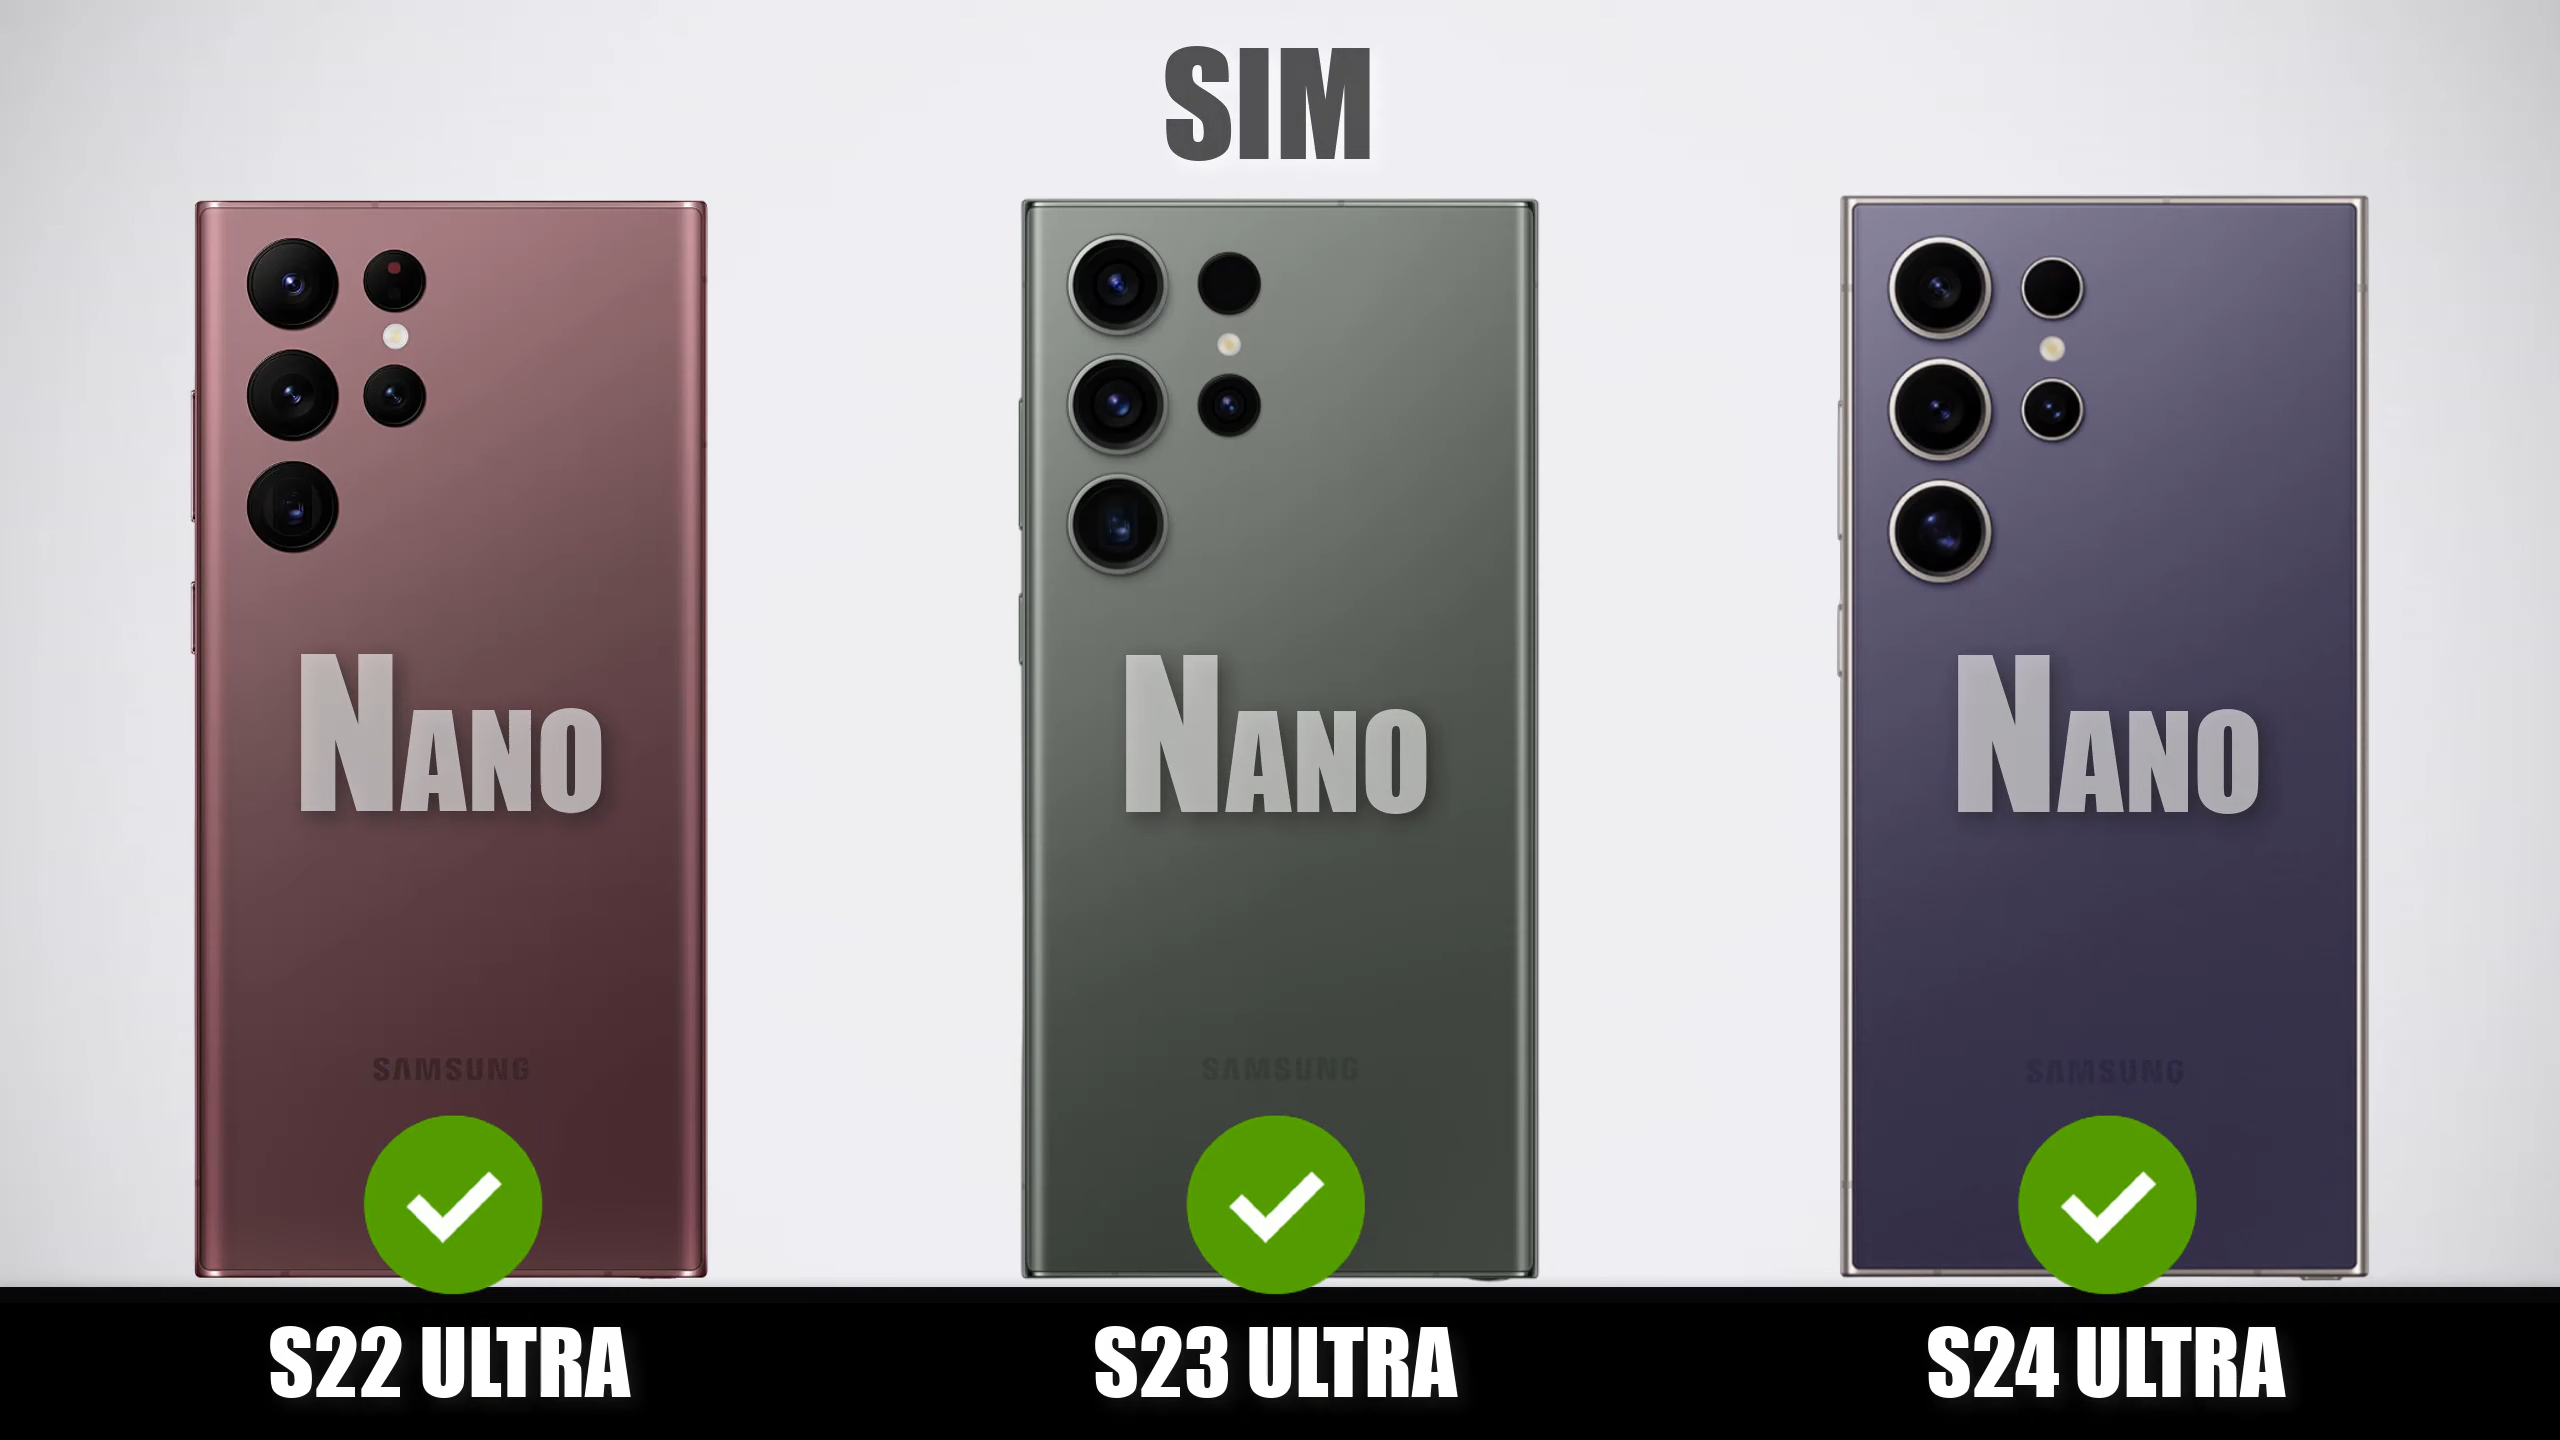 SIM
NANO
NANO
NANO
SAMSUNG
SAMSUNG
SAMSUNG
S22 ULTRA
S23 ULTRA
S24 ULTRA